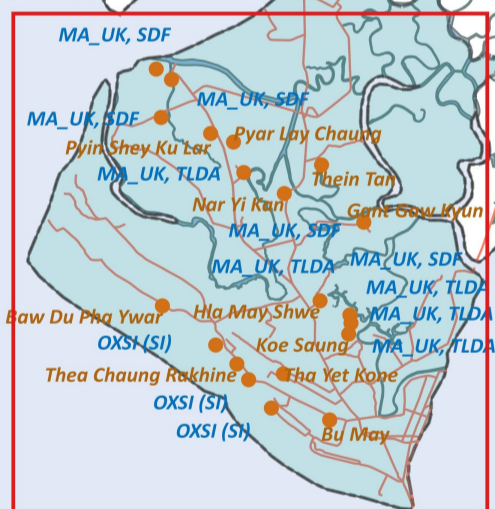 MA_UK, SDF
MA_UK, SDF
MA_UK, SDF
Pyar Lay Chaung
Pyin Shey Ku Lar
MA_UK, TLDA
Thein Tan
Nar Yi Kan
Gant Gaw Kyun
MA_UK, SDF
MA_UK, SDF
MA_UK, TLDA
MA_UK, TLDA
Baw Du Pha Ywar
Hla May Shwe
MA_UK, TLDA
OXSI (SI)
Koe Saung
MA_UK, TLDA
Thea Chaung Rakhine
Tha Yet Kone
OXSI (SI)
OXSI (SI)
Bu May